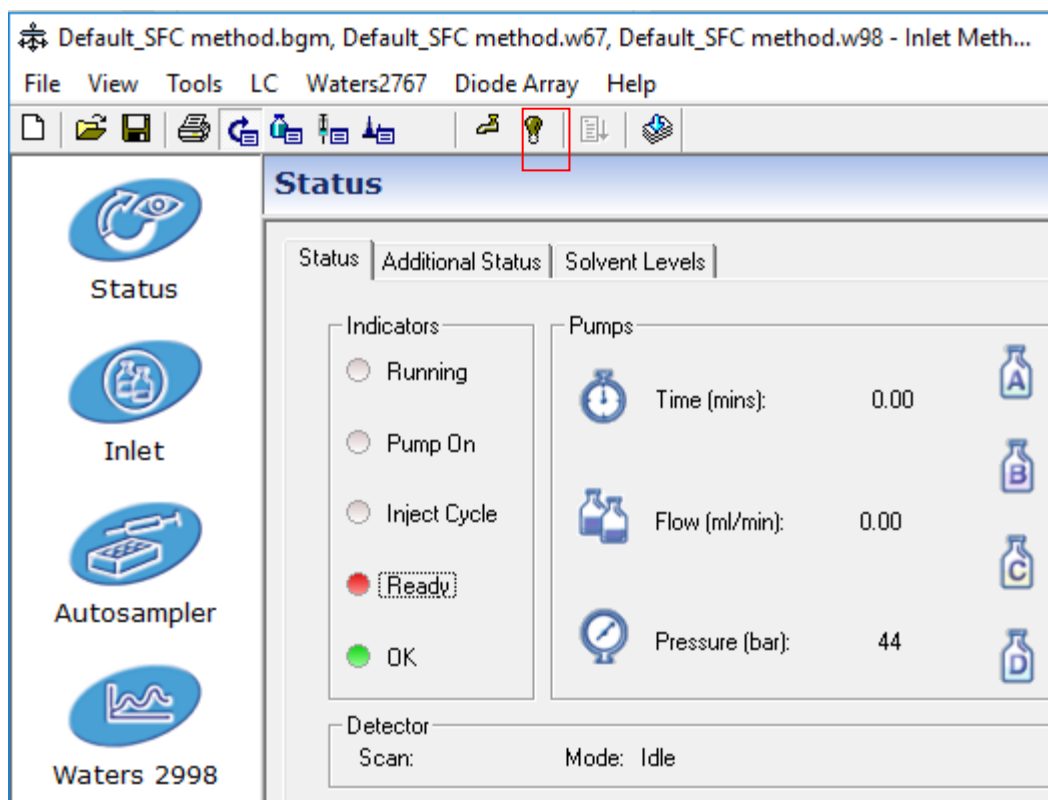 Default_SFC method.bgm, Default_SFC method.w67, Default_SFC method.w98 - Inlet Meth...
File View Tools LC Waters2767 Diode Array Help
Status
Status
Inlet
Autosampler
Waters 2998
Status Additional Status Solvent Levels
Indicators
Running
Pump On
Inject Cycle
Ready
OK
Pumps
Time (mins): 0.00
Flow (ml/min): 0.00
Pressure (bar): 44
A
B
C
D
Detector
Scan: Mode: Idle